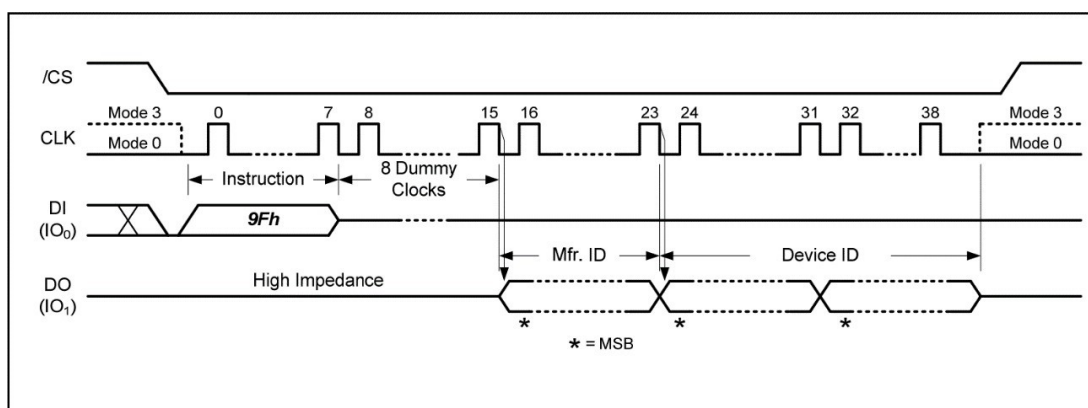 /CS
Mode 3 0 7 8 15 16 23 24 31 32 38 Mode 3
CLK
Mode 0 Mode 0
Instruction 8 Dummy Clocks
DI
(IO₀)
9Fh
Mfr. ID Device ID
DO
(IO₁)
High Impedance
* * *
* = MSB